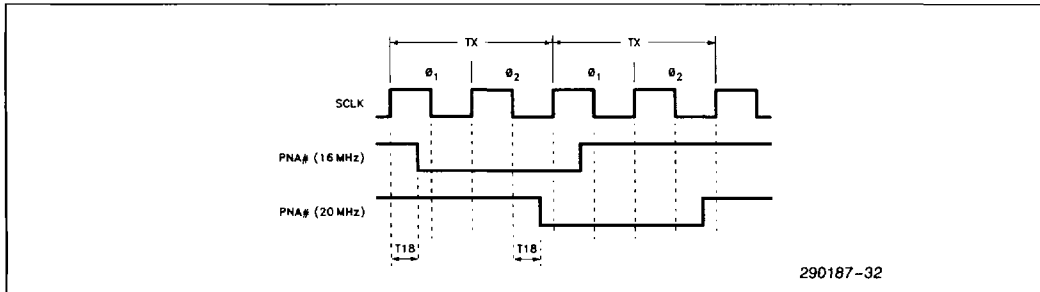 TX TX
Ø1 Ø2 Ø1 Ø2
SCLK
PNA# (16 MHz)
PNA# (20 MHz)
T18 T18
290187-32